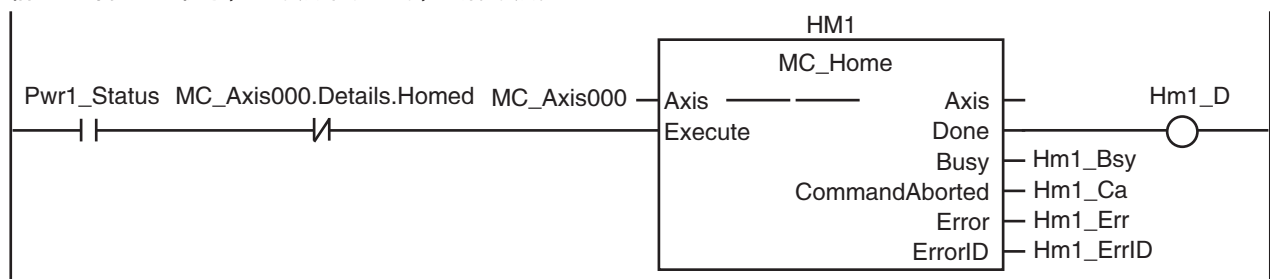 HM1
MC_Home
Pwr1_Status MC_Axis000.Details.Homed MC_Axis000 Axis Axis Hm1_D
Execute Done
Busy Hm1_Bsy
CommandAborted Hm1_Ca
Error Hm1_Err
ErrorID Hm1_ErrID